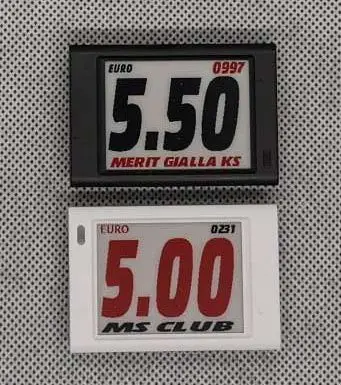 EURO 0997
5.50
MERIT GIALLA KS
EURO 0231
5.00
MS CLUB